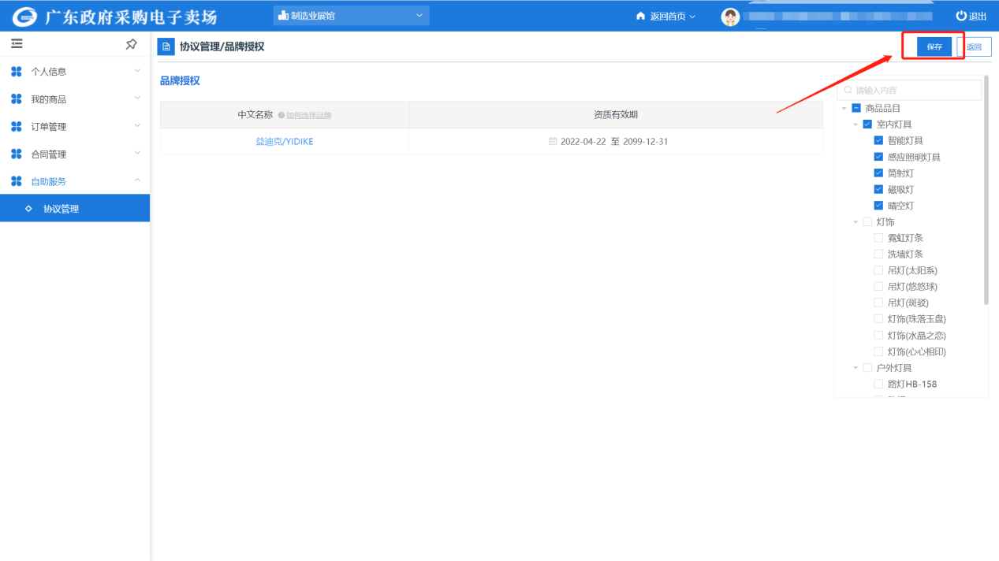 广东政府采购电子卖场
制造业展馆
返回首页
退出
个人信息
我的商品
订单管理
合同管理
自助服务
协议管理
协议管理/品牌授权
保存
返回
品牌授权
中文名称 如何选择品牌 资质有效期
益迪克/YIDIKE 2022-04-22 至 2099-12-31
请输入内容
商品品目
室内灯具
智能灯具
感应照明灯具
筒射灯
磁吸灯
晴空灯
灯饰
霓虹灯条
洗墙灯条
吊灯(太阳系)
吊灯(悠悠球)
吊灯(斑驳)
灯饰(珠落玉盘)
灯饰(水晶之恋)
灯饰(心心相印)
户外灯具
路灯HB-158